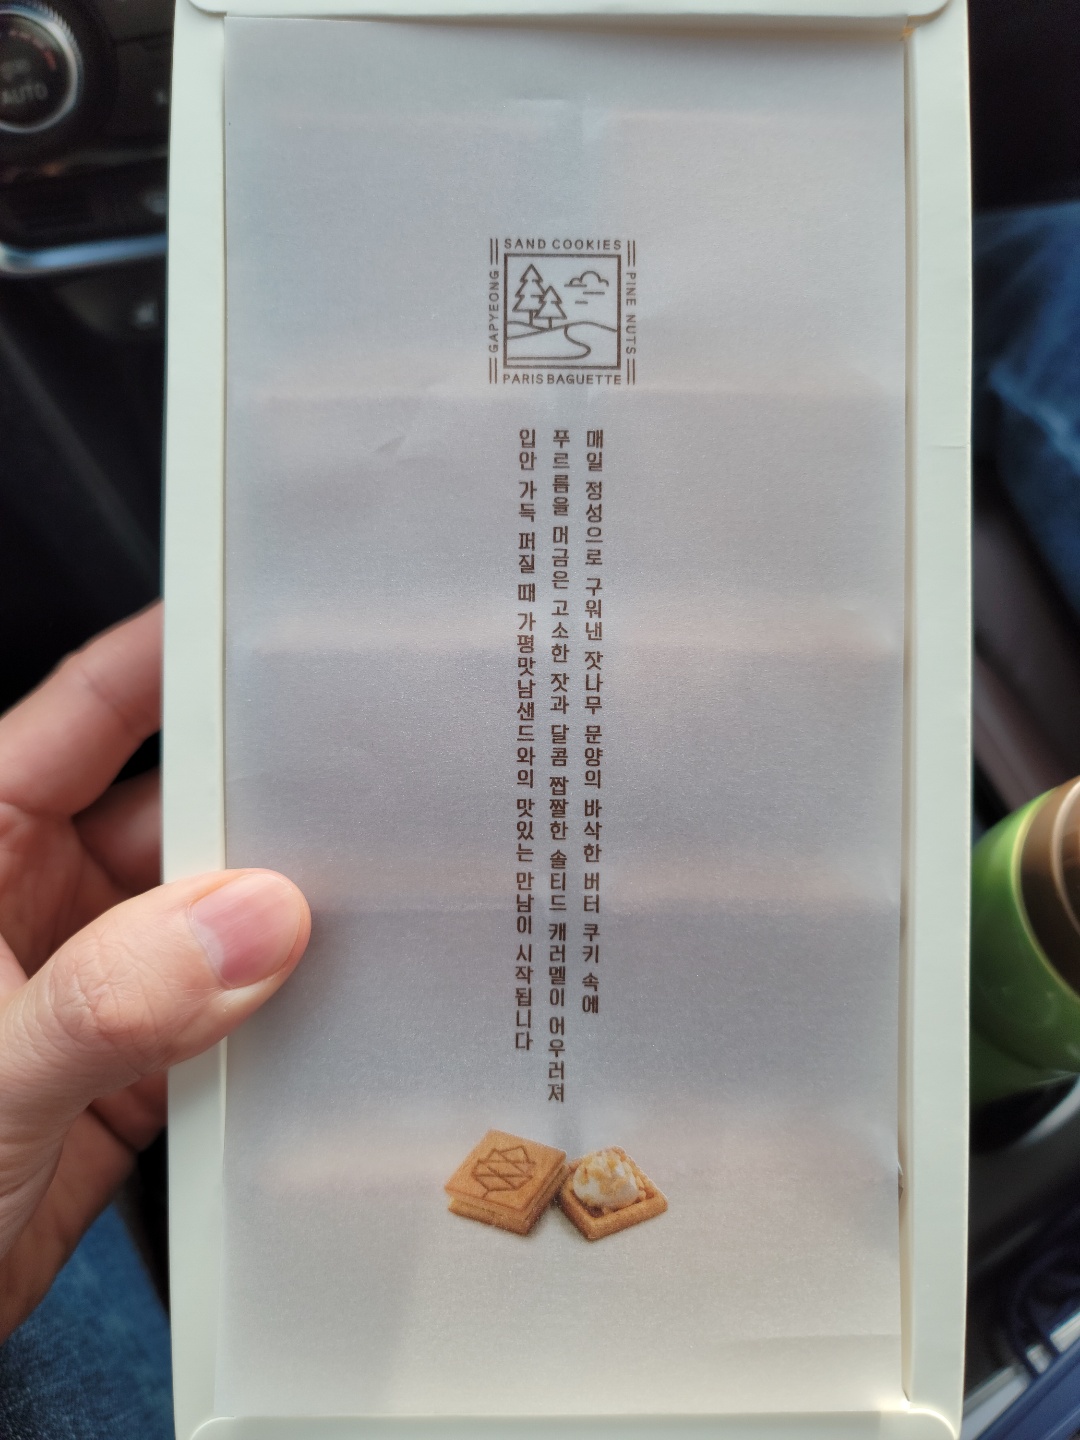 AUTO
SAND COOKIES
GAPYEONG
PINE NUTS
PARIS BAGUETTE
매일 정성으로 구워낸 잣나무 문양의 바삭한 버터 쿠키 속에
푸르름을 머금은 고소한 잣과 달콤 짭짤한 솔티드 캐러멜이 어우러져
입안 가득 퍼질 때 가평맛남샌드와의 맛있는 만남이 시작됩니다